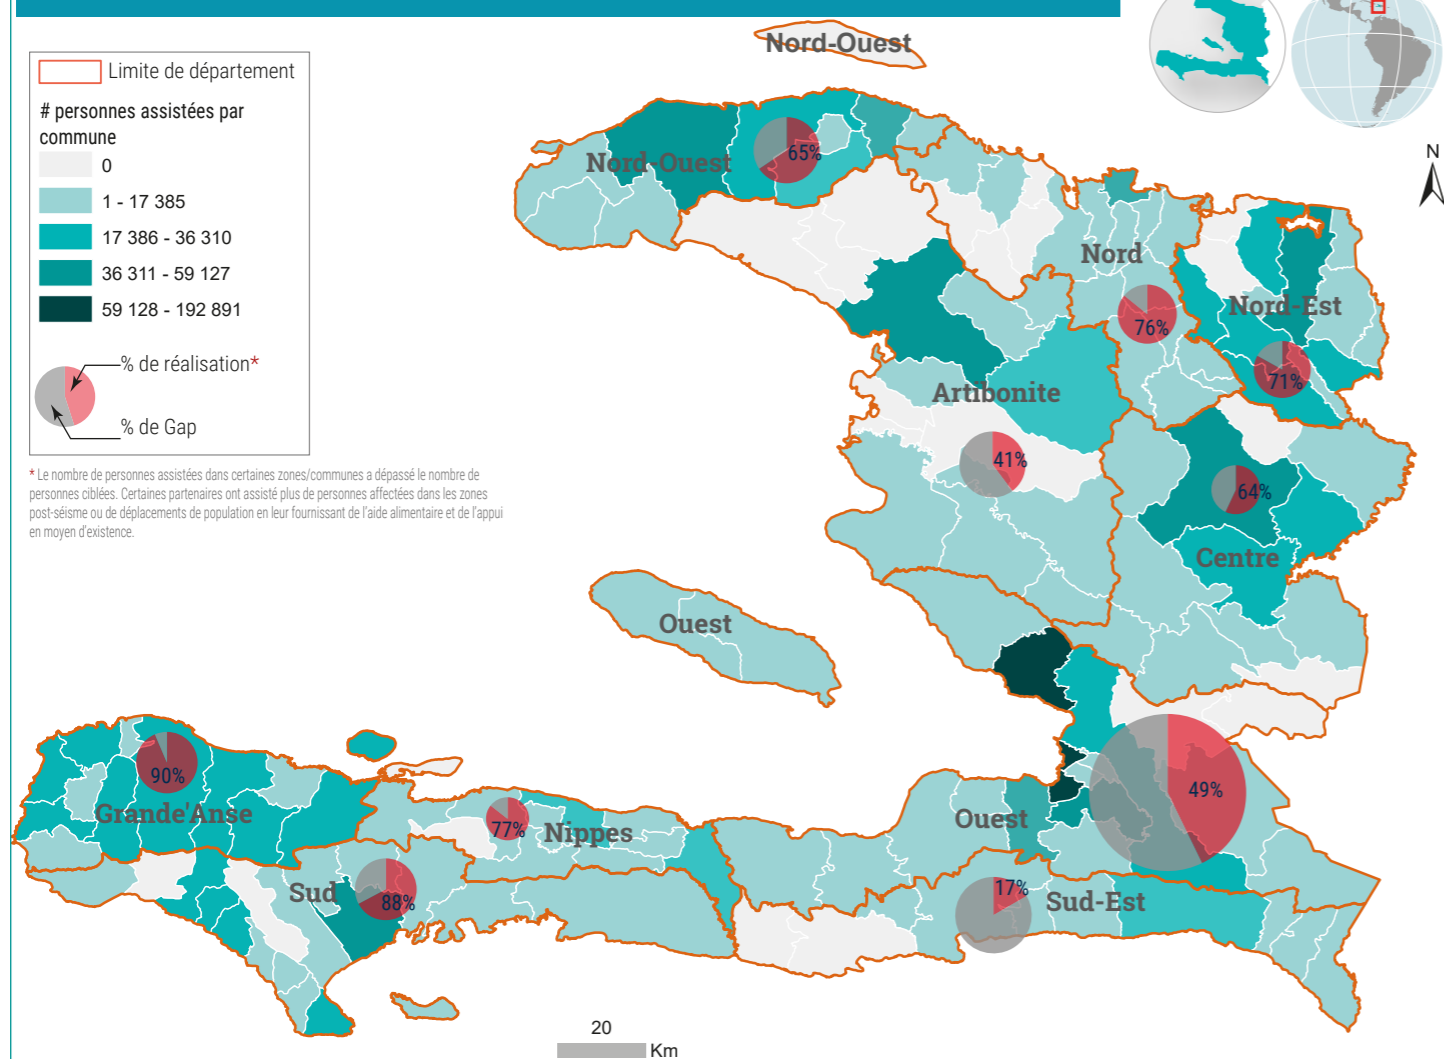 Limite de département
# personnes assistées par
commune
0
1 - 17 385
17 386 - 36 310
36 311 - 59 127
59 128 - 192 891
% de réalisation*
% de Gap
* Le nombre de personnes assistées dans certaines zones/communes a dépassé le nombre de
personnes ciblées. Certaines partenaires ont assisté plus de personnes affectées dans les zones
post-séisme ou de déplacements de population en leur fournissant de l'aide alimentaire et de l'appui
en moyen d'existence.
N
Nord-Ouest
Nord-Ouest
65%
Nord
76%
Nord-Est
71%
Artibonite
41%
64%
Centre
Ouest
49%
90%
Grande'Anse
77%
Nippes
Ouest
Sud
88%
17%
Sud-Est
20
Km